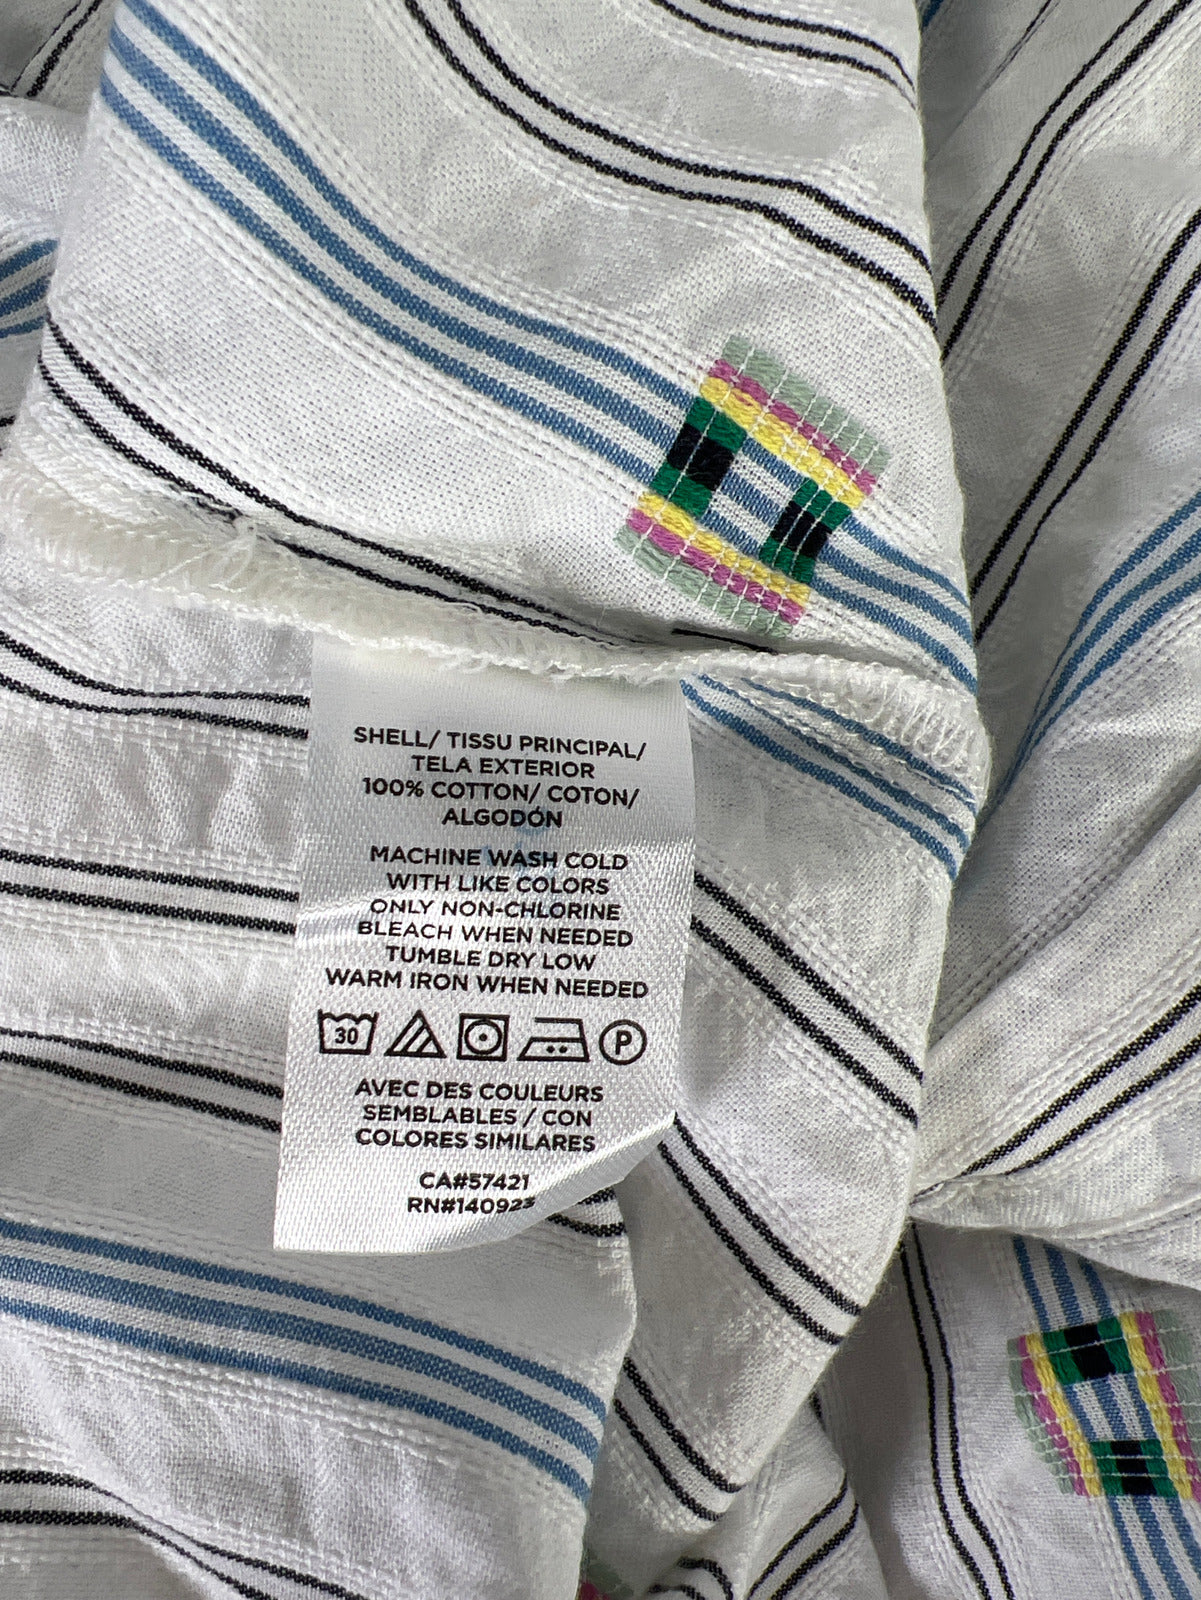 SHELL/ TISSU PRINCIPAL/
TELA EXTERIOR
100% COTTON/ COTON/
ALGODÓN
MACHINE WASH COLD
WITH LIKE COLORS
ONLY NON-CHLORINE
BLEACH WHEN NEEDED
TUMBLE DRY LOW
WARM IRON WHEN NEEDED
30 P
AVEC DES COULEURS
SEMBLABLES / CON
COLORES SIMILARES
CA#57421
RN#140923